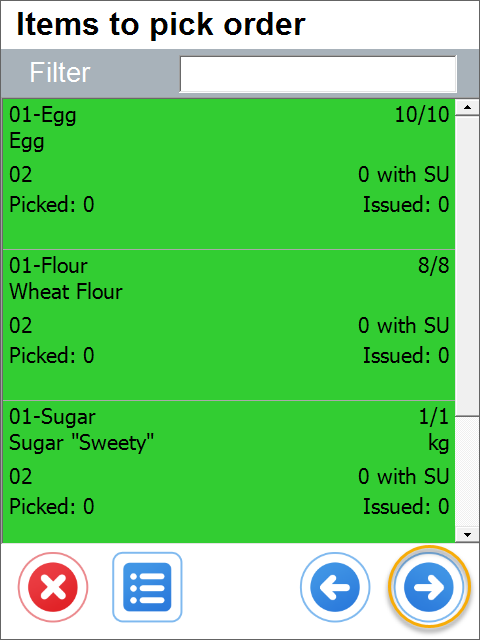 Items to pick order
Filter
01-Egg 10/10
Egg
02 0 with SU
Picked: 0 Issued: 0
01-Flour 8/8
Wheat Flour
02 0 with SU
Picked: 0 Issued: 0
01-Sugar 1/1
Sugar "Sweety" kg
02 0 with SU
Picked: 0 Issued: 0